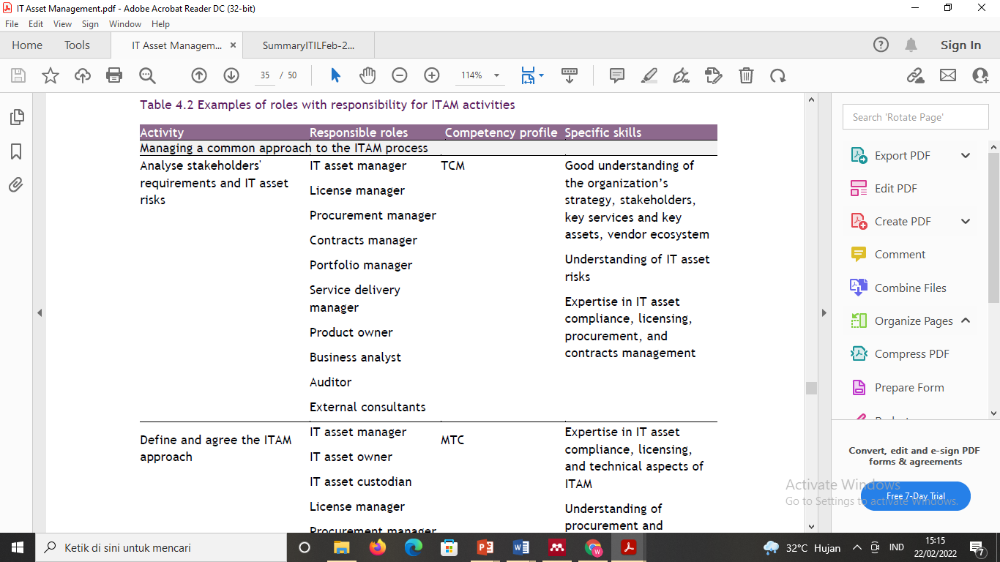 IT Asset Management.pdf - Adobe Acrobat Reader DC (32-bit)
File Edit View Sign Window Help
Home Tools IT Asset Managem... × SummaryITILFeb-2... Sign In
35 / 50 114%
Table 4.2 Examples of roles with responsibility for ITAM activities
Activity Responsible roles Competency profile Specific skills
Managing a common approach to the ITAM process
Analyse stakeholders'
requirements and IT asset
risks
IT asset manager
License manager
Procurement manager
Contracts manager
Portfolio manager
Service delivery
manager
Product owner
Business analyst
Auditor
External consultants
TCM
Good understanding of
the organization’s
strategy, stakeholders,
key services and key
assets, vendor ecosystem
Understanding of IT asset
risks
Expertise in IT asset
compliance, licensing,
procurement, and
contracts management
Define and agree the ITAM
approach
IT asset manager
IT asset owner
IT asset custodian
License manager
Procurement manager
MTC
Expertise in IT asset
compliance, licensing,
and technical aspects of
ITAM
Understanding of
procurement and
Search 'Rotate Page'
Export PDF
Edit PDF
Create PDF
Comment
Combine Files
Organize Pages
Compress PDF
Prepare Form
Convert, edit and e-sign PDF
forms & agreements
Free 7-Day Trial
Activate Windows
Go to Settings to activate Windows.
Ketik di sini untuk mencari
32°C Hujan
IND
15:15
22/02/2022
7